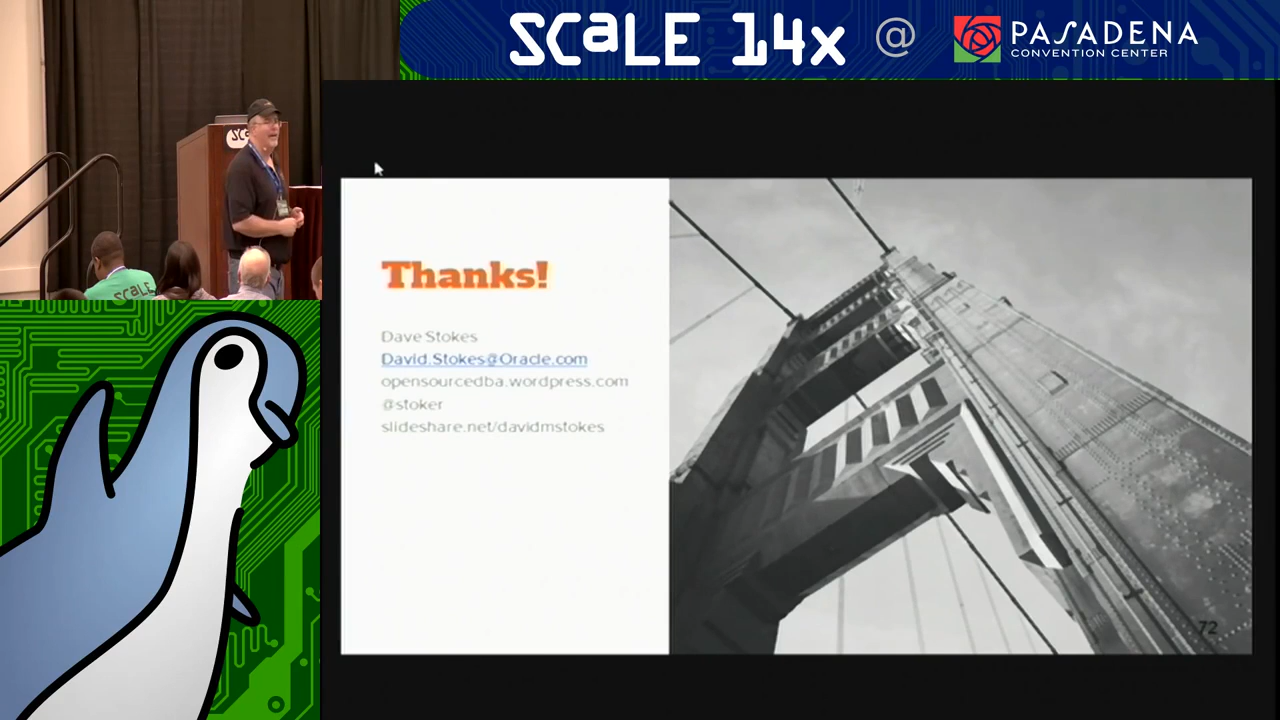 SCaLE 14x @ PASADENA
CONVENTION CENTER
SCALE
Thanks!
Dave Stokes
David.Stokes@Oracle.com
opensourcedba.wordpress.com
@stoker
slideshare.net/davidmstokes
72